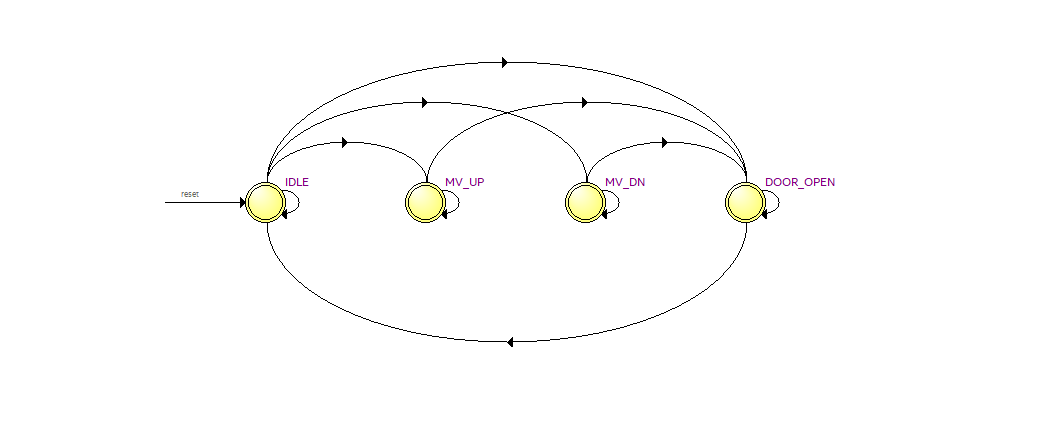 IDLE
MV_UP
MV_DN
DOOR_OPEN
reset